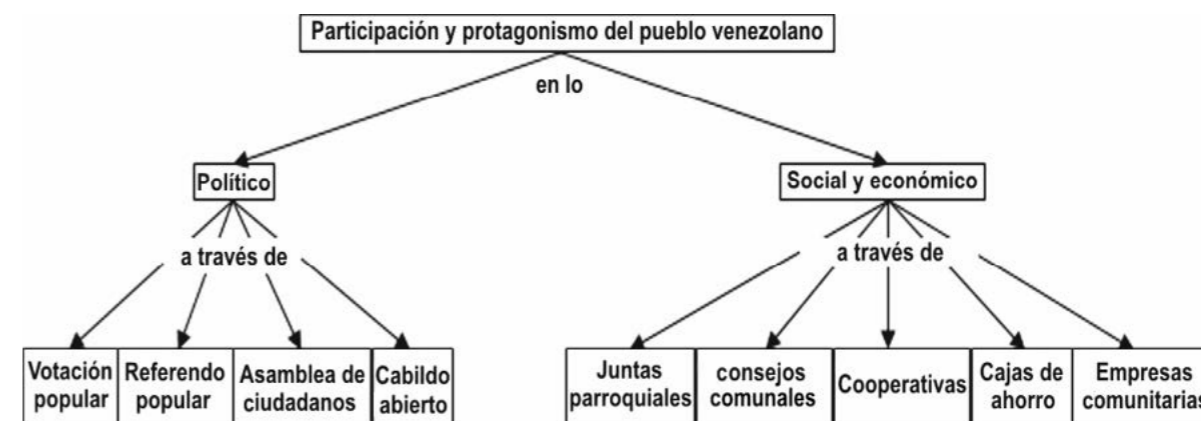 Participación y protagonismo del pueblo venezolano
en lo
Político
Social y económico
a través de
a través de
Votación
popular
Referendo
popular
Asamblea de
ciudadanos
Cabildo
abierto
Juntas
parroquiales
consejos
comunales
Cooperativas
Cajas de
ahorro
Empresas
comunitarias